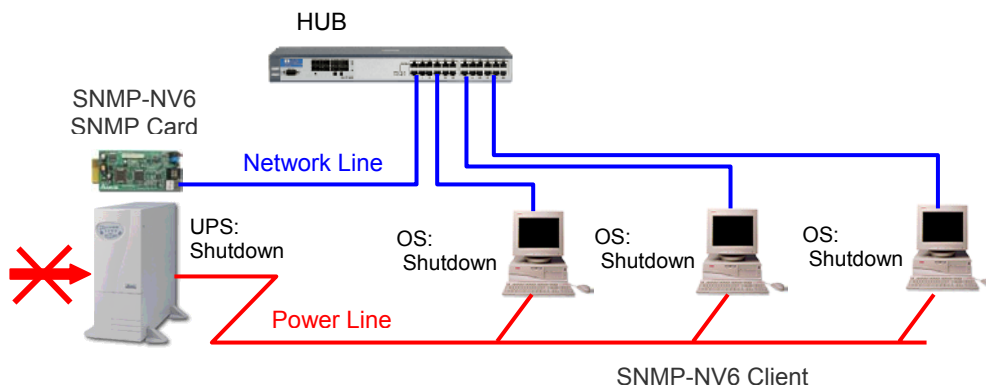 HUB
SNMP-NV6
SNMP Card
Network Line
UPS:
Shutdown
OS:
Shutdown
OS:
Shutdown
OS:
Shutdown
Power Line
SNMP-NV6 Client